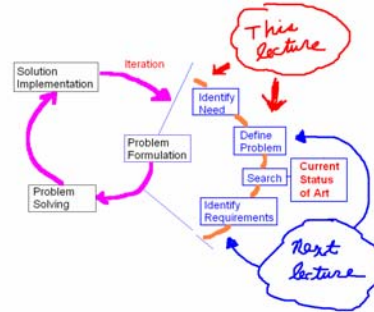 This
lecture
Iteration
Solution
Implementation
Identify
Need
Define
Problem
Problem
Formulation
Search
Current
Status
of Art
Problem
Solving
Identify
Requirements
Next
lecture